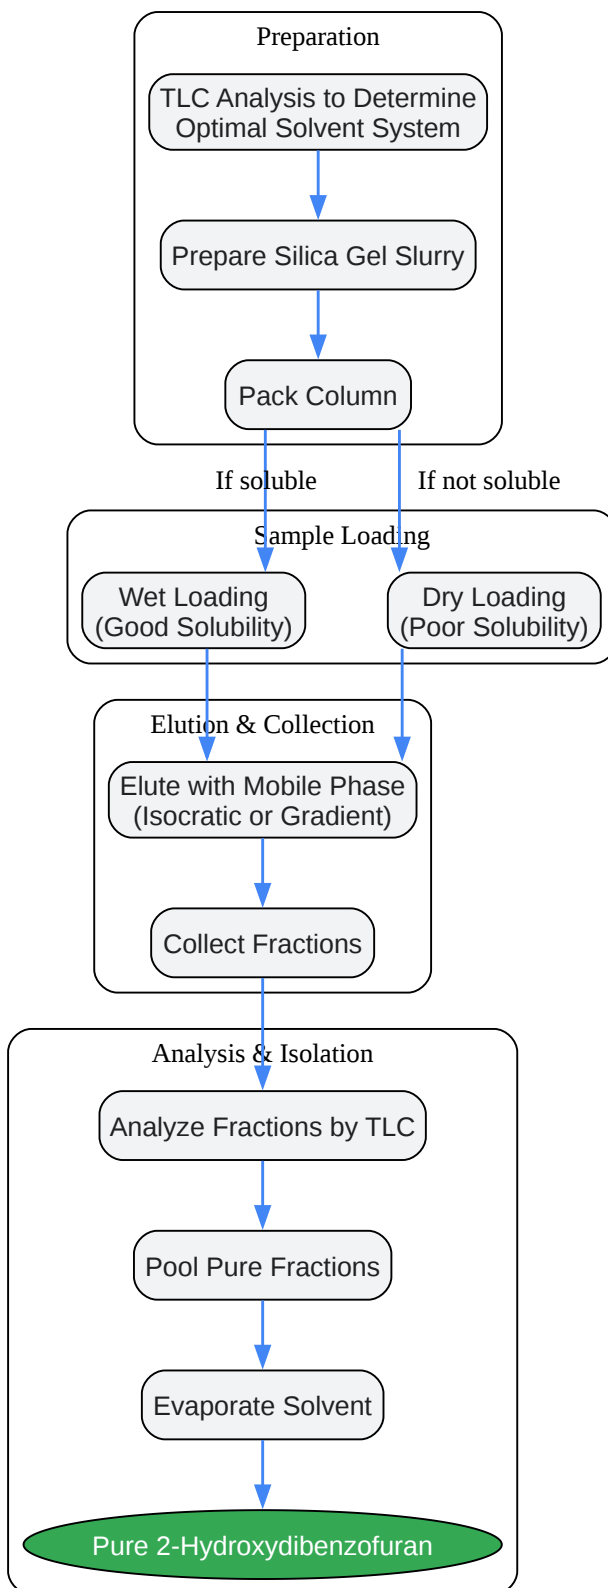 Preparation
TLC Analysis to Determine
Optimal Solvent System
Prepare Silica Gel Slurry
Pack Column
If soluble
If not soluble
Sample Loading
Wet Loading
(Good Solubility)
Dry Loading
(Poor Solubility)
Elution & Collection
Elute with Mobile Phase
(Isocratic or Gradient)
Collect Fractions
Analysis & Isolation
Analyze Fractions by TLC
Pool Pure Fractions
Evaporate Solvent
Pure 2-Hydroxydibenzofuran